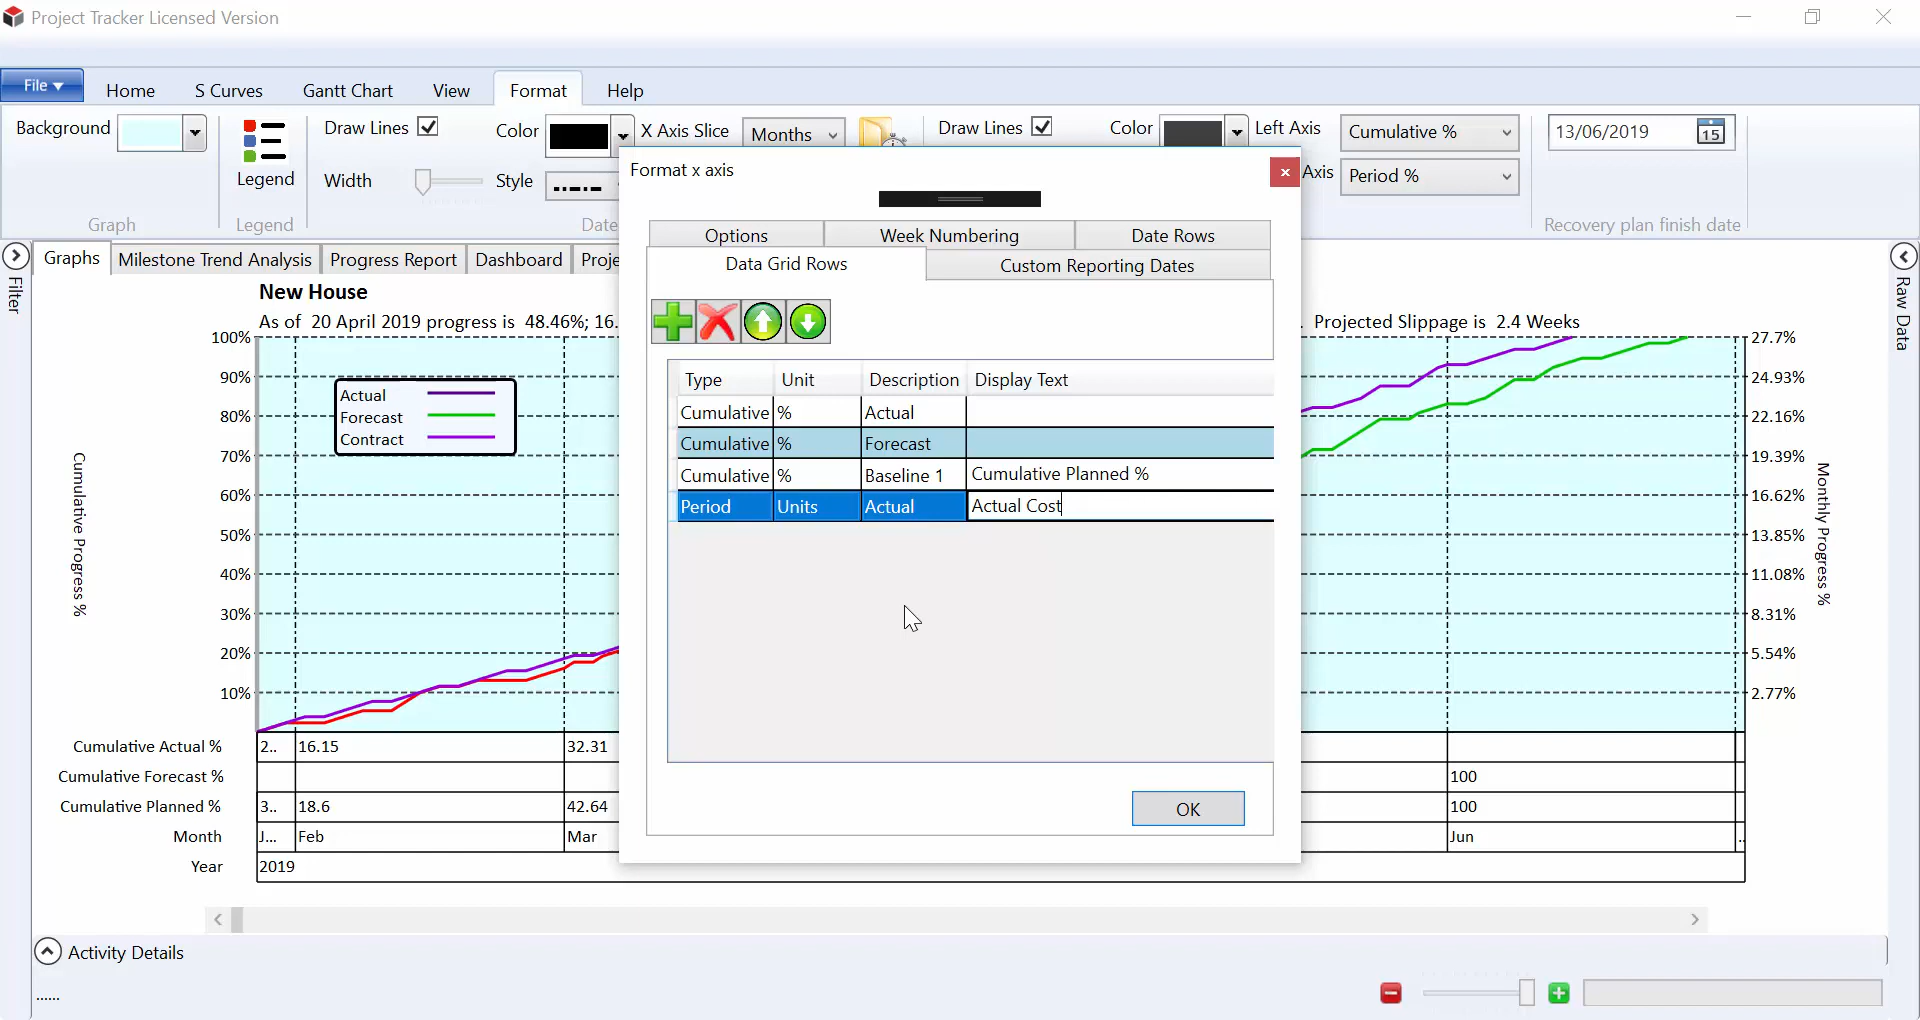 Project Tracker Licensed Version
File Home S Curves Gantt Chart View Format Help
Background Draw Lines Color X Axis Slice Months Draw Lines Color Left Axis Cumulative % 13/06/2019 15
Legend Width Style Axis Period %
Graph Legend Date Recovery plan finish date
Format x axis
Options Week Numbering Date Rows
Data Grid Rows Custom Reporting Dates
Type Unit Description Display Text
Cumulative % Actual
Cumulative % Forecast
Cumulative % Baseline 1 Cumulative Planned %
Period Units Actual Actual Cost
OK
Filter
Graphs Milestone Trend Analysis Progress Report Dashboard Proje
Raw Data
New House
As of 20 April 2019 progress is 48.46%; 16. . Projected Slippage is 2.4 Weeks
Actual
Forecast
Contract
Cumulative Progress %
100%
90%
80%
70%
60%
50%
40%
30%
20%
10%
27.7%
24.93%
22.16%
19.39%
16.62%
13.85%
11.08%
8.31%
5.54%
2.77%
Monthly Progress %
Cumulative Actual % 2.. 16.15 32.31
Cumulative Forecast % 100
Cumulative Planned % 3.. 18.6 42.64 100
Month J... Feb Mar Jun ..
Year 2019
Activity Details
......